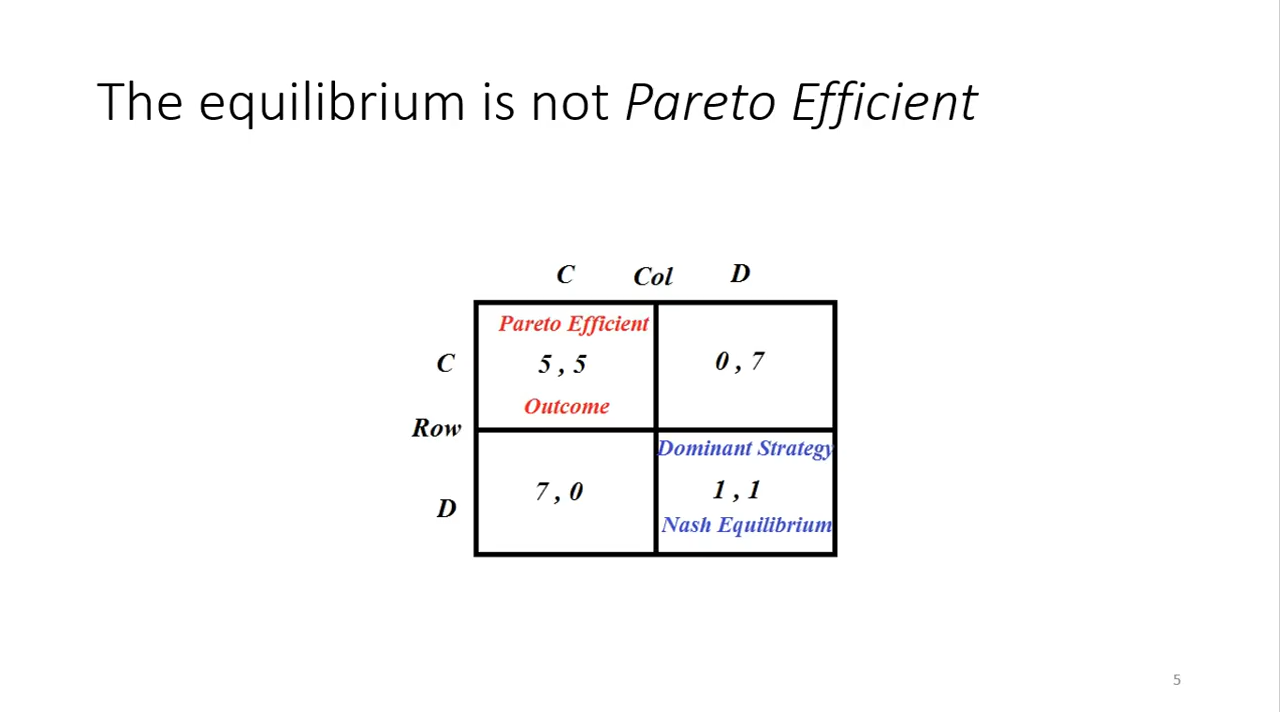 The equilibrium is not Pareto Efficient
C Col D
Pareto Efficient
C 5 , 5 0 , 7
Outcome
Row
Dominant Strategy
D 7 , 0 1 , 1
Nash Equilibrium
5